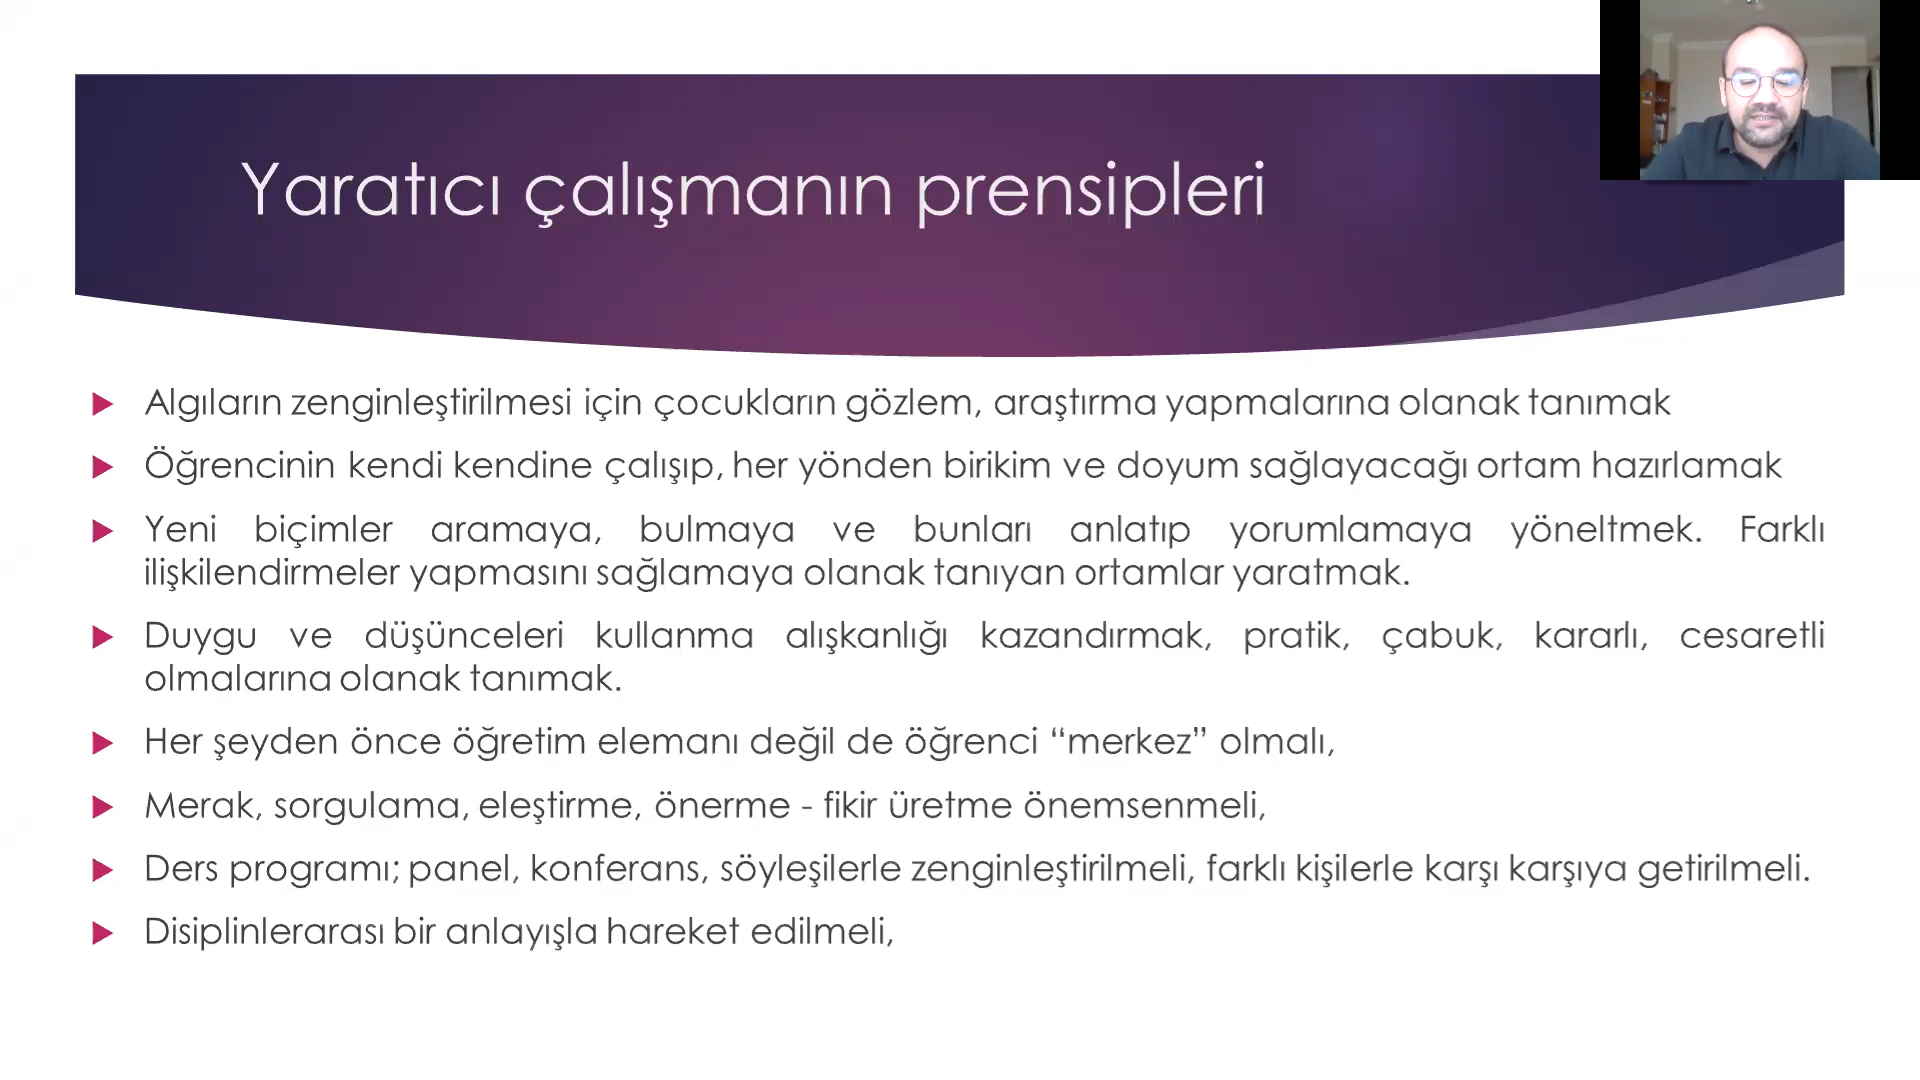 Yaratıcı çalışmanın prensipleri
Algıların zenginleştirilmesi için çocukların gözlem, araştırma yapmalarına olanak tanımak
Öğrencinin kendi kendine çalışıp, her yönden birikim ve doyum sağlayacağı ortam hazırlamak
Yeni biçimler aramaya, bulmaya ve bunları anlatıp yorumlamaya yöneltmek. Farklı
ilişkilendirmeler yapmasını sağlamaya olanak tanıyan ortamlar yaratmak.
Duygu ve düşünceleri kullanma alışkanlığı kazandırmak, pratik, çabuk, kararlı, cesaretli
olmalarına olanak tanımak.
Her şeyden önce öğretim elemanı değil de öğrenci “merkez” olmalı,
Merak, sorgulama, eleştirme, önerme - fikir üretme önemsenmeli,
Ders programı; panel, konferans, söyleşilerle zenginleştirilmeli, farklı kişilerle karşı karşıya getirilmeli.
Disiplinlerarası bir anlayışla hareket edilmeli,